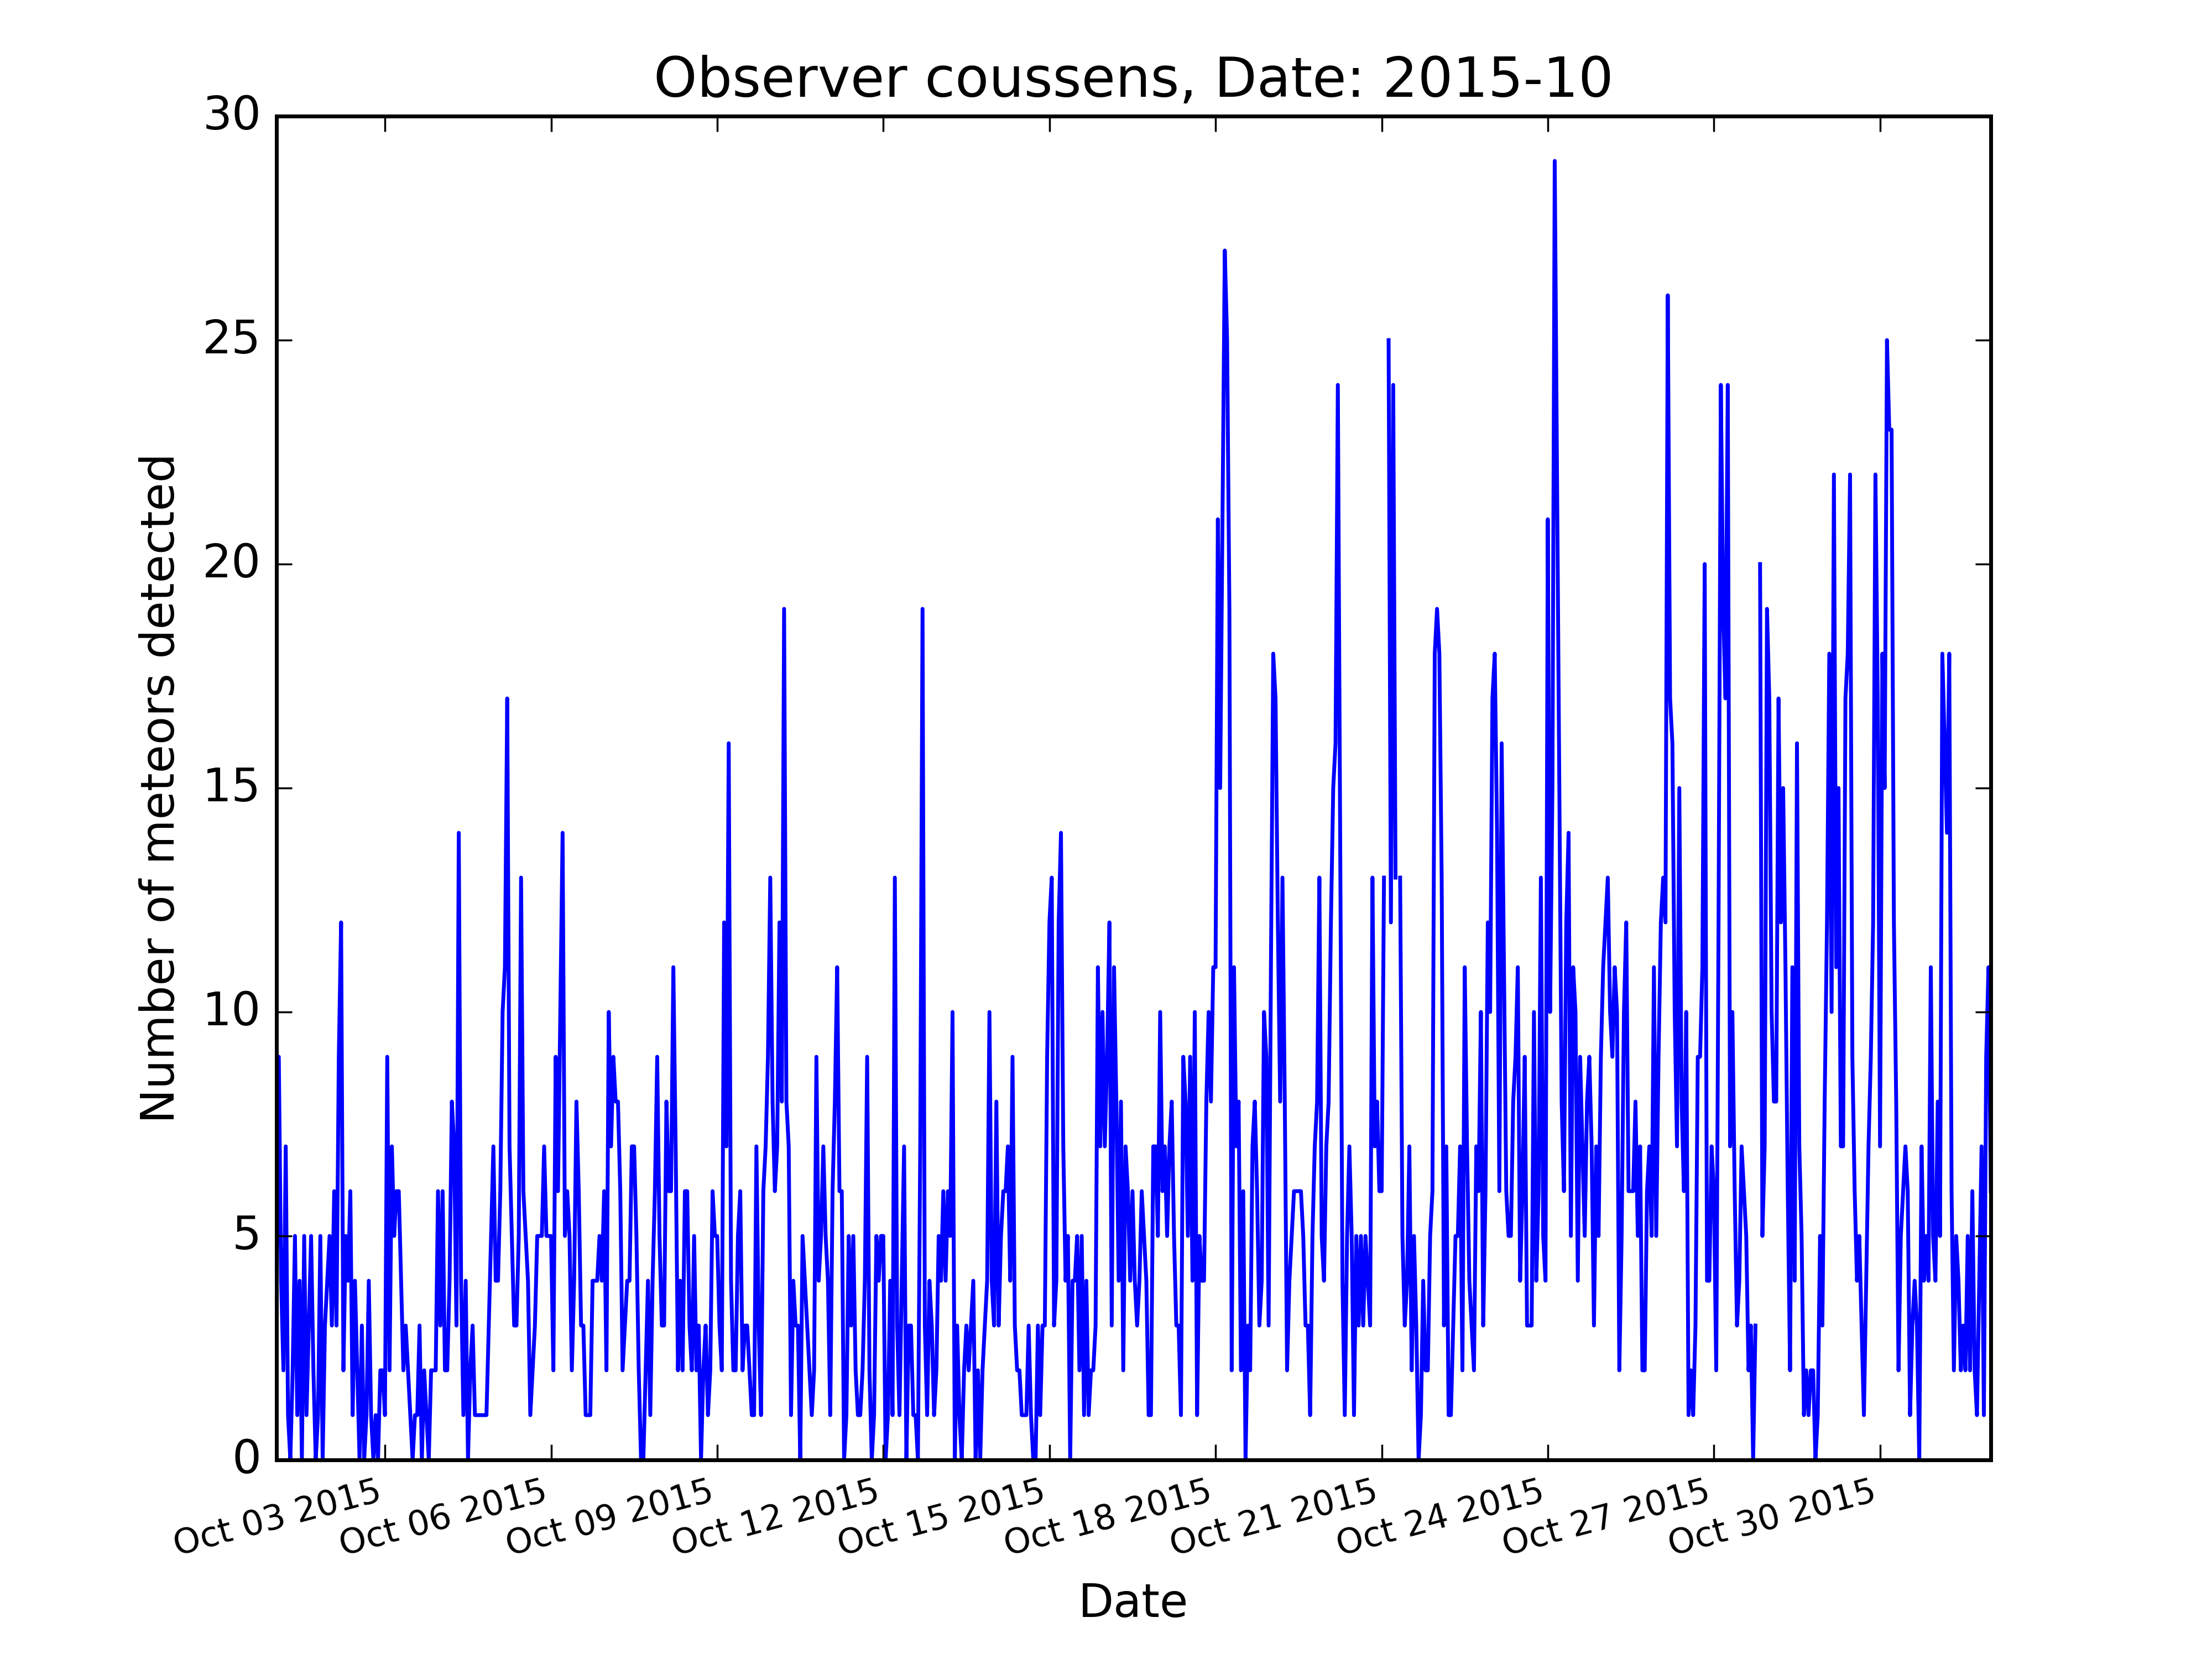 Observer coussens, Date: 2015-10
30
25
20
15
10
5
0
Number of meteors detected
Oct 03 2015
Oct 06 2015
Oct 09 2015
Oct 12 2015
Oct 15 2015
Oct 18 2015
Oct 21 2015
Oct 24 2015
Oct 27 2015
Oct 30 2015
Date